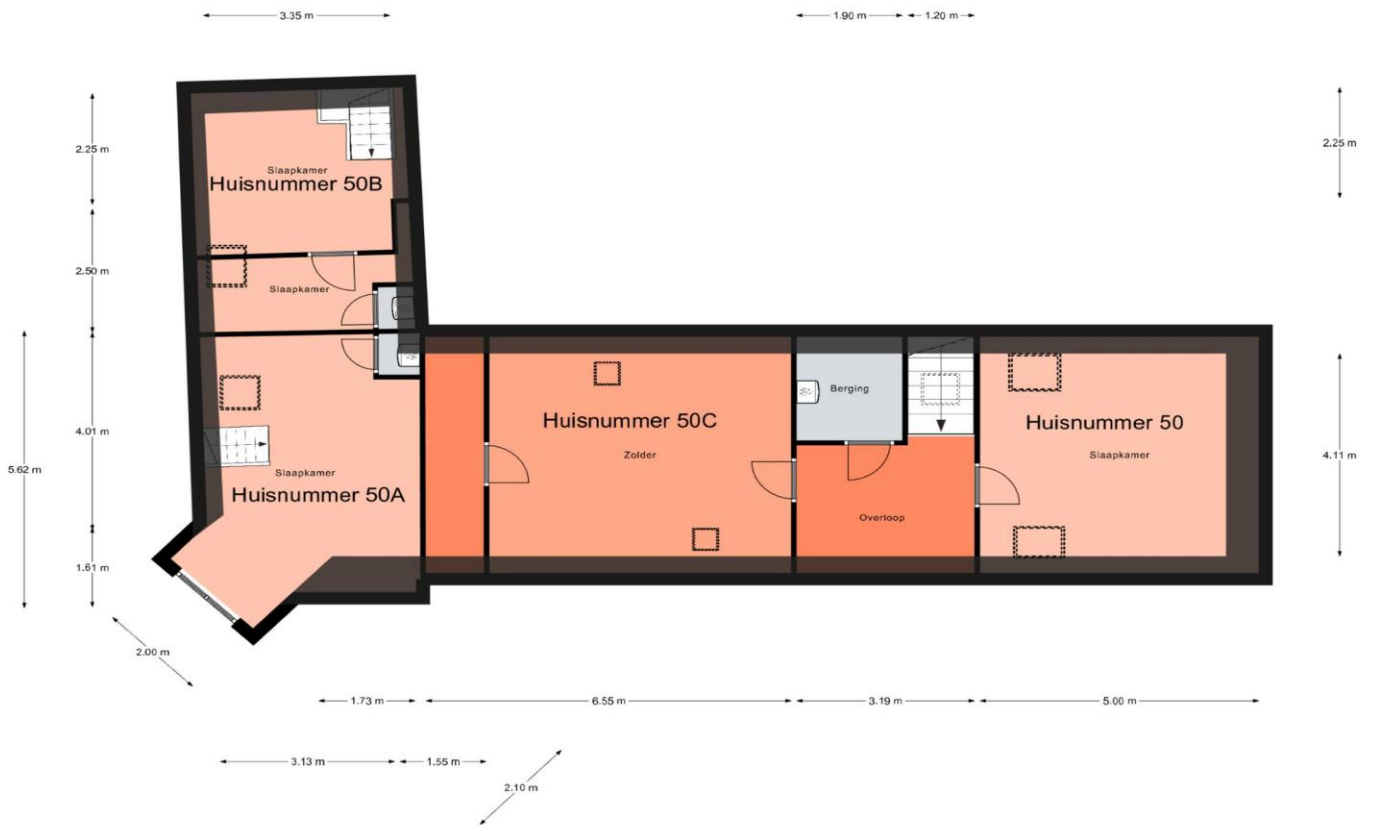 3.35 m
1.90 m
1.20 m
2.25 m
2.25 m
Slaapkamer
Huisnummer 50B
2.50 m
Slaapkamer
4.01 m
5.62 m
Huisnummer 50C
Zolder
Berging
Huisnummer 50
Slaapkamer
4.11 m
Slaapkamer
Huisnummer 50A
Overloop
1.61 m
2.00 m
1.73 m
6.55 m
3.19 m
5.00 m
3.13 m
1.55 m
2.10 m